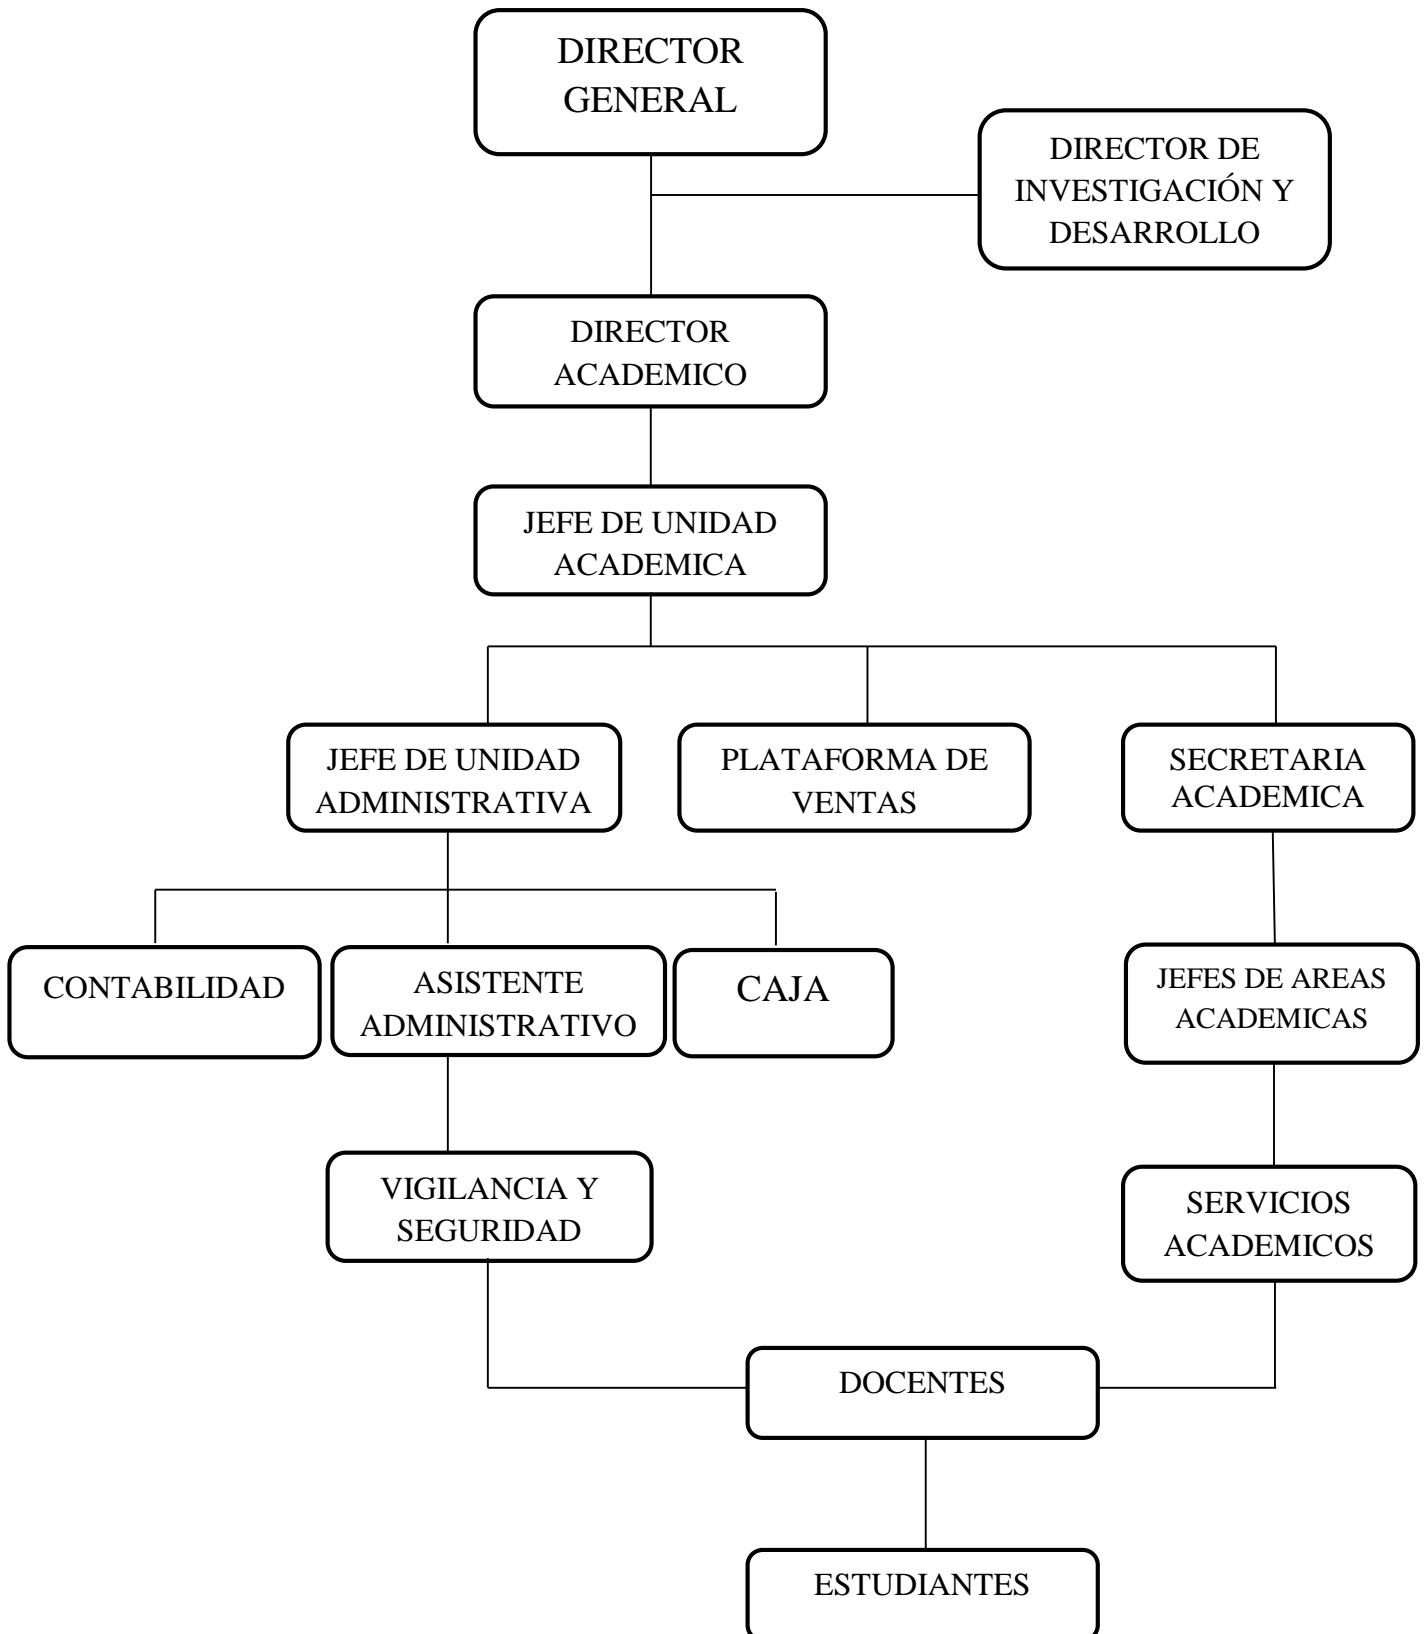 DIRECTOR
GENERAL
DIRECTOR DE
INVESTIGACIÓN Y
DESARROLLO
DIRECTOR
ACADEMICO
JEFE DE UNIDAD
ACADEMICA
JEFE DE UNIDAD
ADMINISTRATIVA
PLATAFORMA DE
VENTAS
SECRETARIA
ACADEMICA
CONTABILIDAD
ASISTENTE
ADMINISTRATIVO
CAJA
JEFES DE AREAS
ACADEMICAS
VIGILANCIA Y
SEGURIDAD
SERVICIOS
ACADEMICOS
DOCENTES
ESTUDIANTES